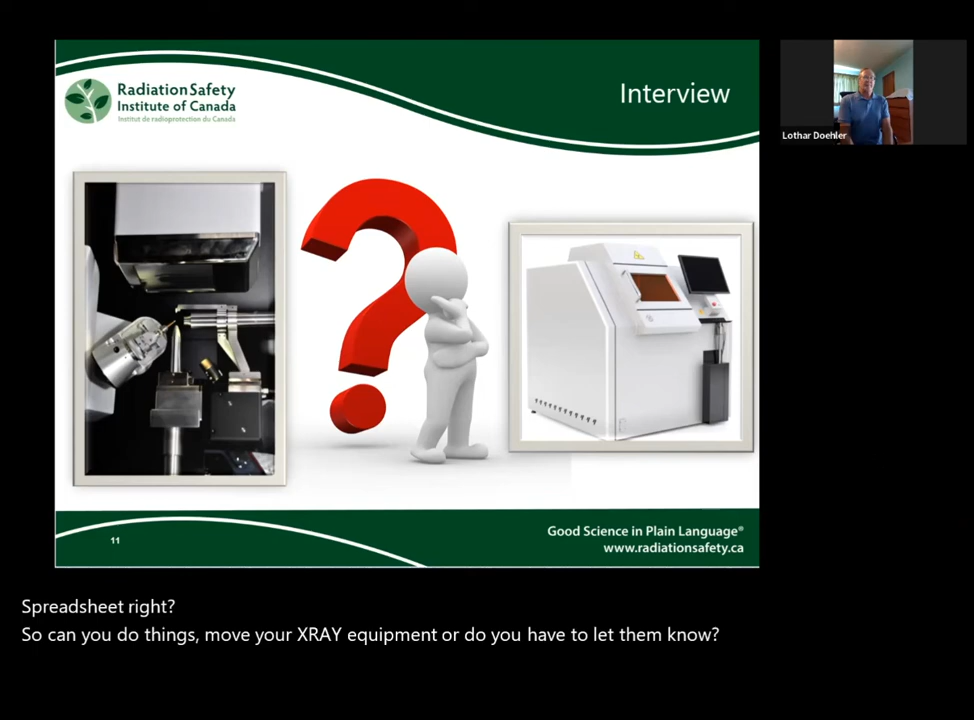 Radiation Safety
Institute of Canada
Institut de radioprotection du Canada
Interview
Lothar Doehler
11
Good Science in Plain Language®
www.radiationsafety.ca
Spreadsheet right?
So can you do things, move your XRAY equipment or do you have to let them know?